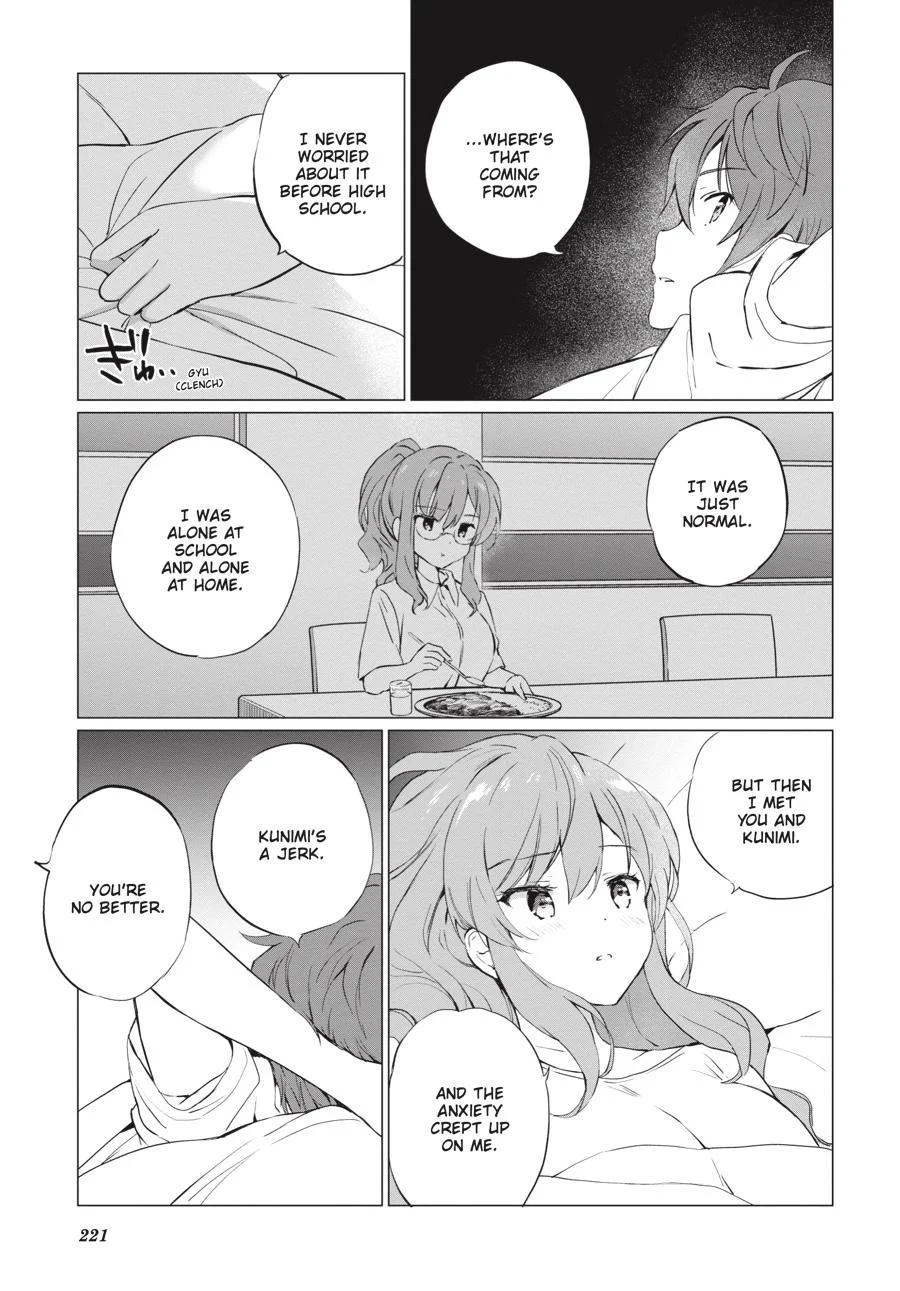 ...WHERE'S
THAT
COMING
FROM?
I NEVER
WORRIED
ABOUT IT
BEFORE HIGH
SCHOOL.
ぎゅ..
GYU
(CLENCH)
IT WAS
JUST
NORMAL.
I WAS
ALONE AT
SCHOOL
AND ALONE
AT HOME.
BUT THEN
I MET
YOU AND
KUNIMI.
AND THE
ANXIETY
CREPT UP
ON ME.
KUNIMI'S
A JERK.
YOU'RE
NO BETTER.
221